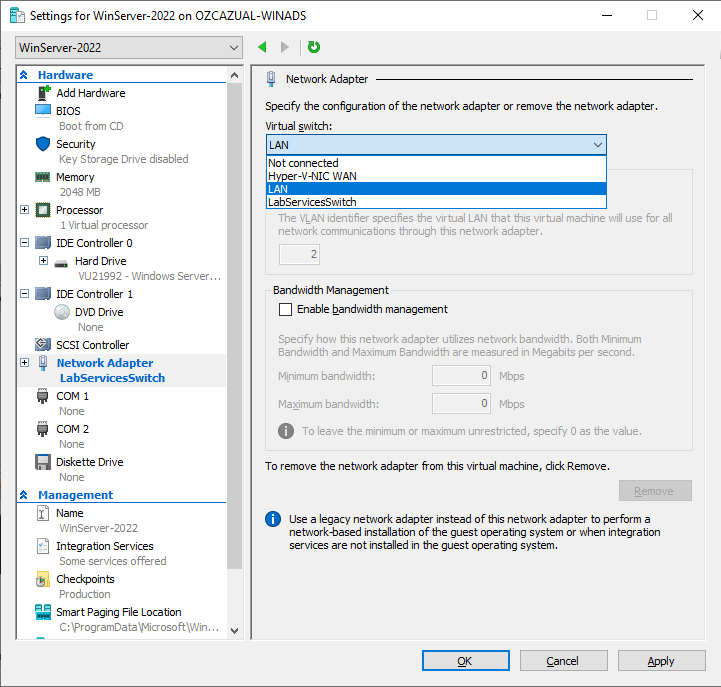 Settings for WinServer-2022 on OZCAZUAL-WINADS
WinServer-2022
Hardware
Add Hardware
BIOS
Boot from CD
Security
Key Storage Drive disabled
Memory
2048 MB
Processor
1 Virtual processor
IDE Controller 0
Hard Drive
VU21992 - Windows Server...
IDE Controller 1
DVD Drive
None
SCSI Controller
Network Adapter
LabServicesSwitch
COM 1
None
COM 2
None
Diskette Drive
None
Management
Name
WinServer-2022
Integration Services
Some services offered
Checkpoints
Production
Smart Paging File Location
C:\ProgramData\Microsoft\Win...
Network Adapter
Specify the configuration of the network adapter or remove the network adapter.
Virtual switch:
LAN
Not connected
Hyper-V-NIC WAN
LAN
LabServicesSwitch
The VLAN identifier specifies the virtual LAN that this virtual machine will use for all
network communications through this network adapter.
2
Bandwidth Management
Enable bandwidth management
Specify how this network adapter utilizes network bandwidth. Both Minimum
Bandwidth and Maximum Bandwidth are measured in Megabits per second.
Minimum bandwidth: 0 Mbps
Maximum bandwidth: 0 Mbps
To leave the minimum or maximum unrestricted, specify 0 as the value.
To remove the network adapter from this virtual machine, click Remove.
Remove
Use a legacy network adapter instead of this network adapter to perform a
network-based installation of the guest operating system or when integration
services are not installed in the guest operating system.
OK Cancel Apply